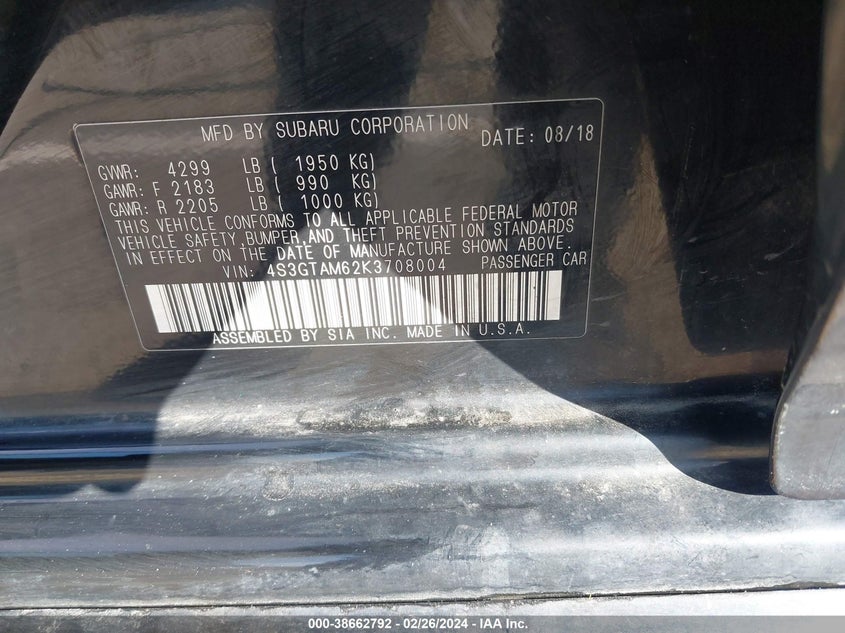 MFD BY SUBARU CORPORATION DATE: 08/18
GVWR: 4299 LB ( 1950 KG)
GAWR: F 2183 LB ( 990 KG)
GAWR: R 2205 LB ( 1000 KG)
THIS VEHICLE CONFORMS TO ALL APPLICABLE FEDERAL MOTOR
VEHICLE SAFETY, BUMPER, AND THEFT PREVENTION STANDARDS
IN EFFECT ON THE DATE OF MANUFACTURE SHOWN ABOVE.
VIN: 4S3GTAM62K3708004 PASSENGER CAR
ASSEMBLED BY SIA INC. MADE IN U.S.A.
000-38662792 - 02/26/2024 - IAA Inc.